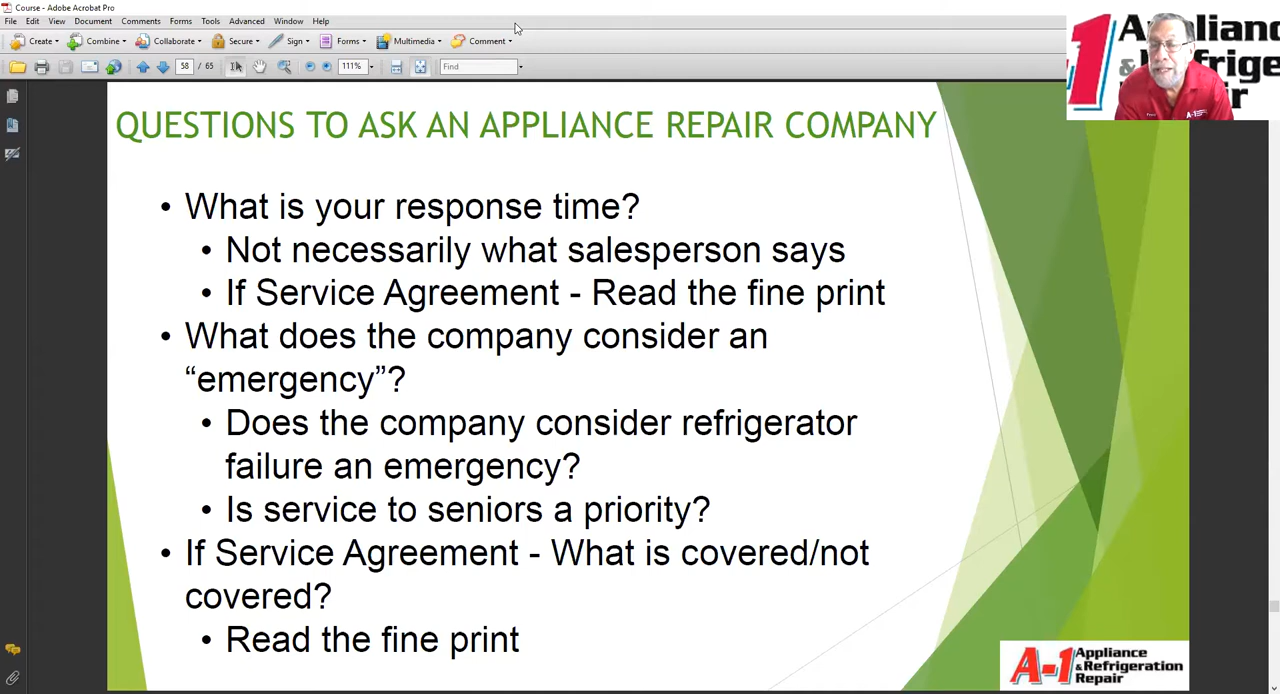 Course - Adobe Acrobat Pro
File Edit View Document Comments Forms Tools Advanced Window Help
Create Combine Collaborate Secure Sign Forms Multimedia Comment
58 / 65 111% Find
A-1 Appliance & Refrigeration Repair
QUESTIONS TO ASK AN APPLIANCE REPAIR COMPANY
• What is your response time?
• Not necessarily what salesperson says
• If Service Agreement - Read the fine print
• What does the company consider an
“emergency”?
• Does the company consider refrigerator
failure an emergency?
• Is service to seniors a priority?
• If Service Agreement - What is covered/not
covered?
• Read the fine print
A-1 Appliance
& Refrigeration
Repair